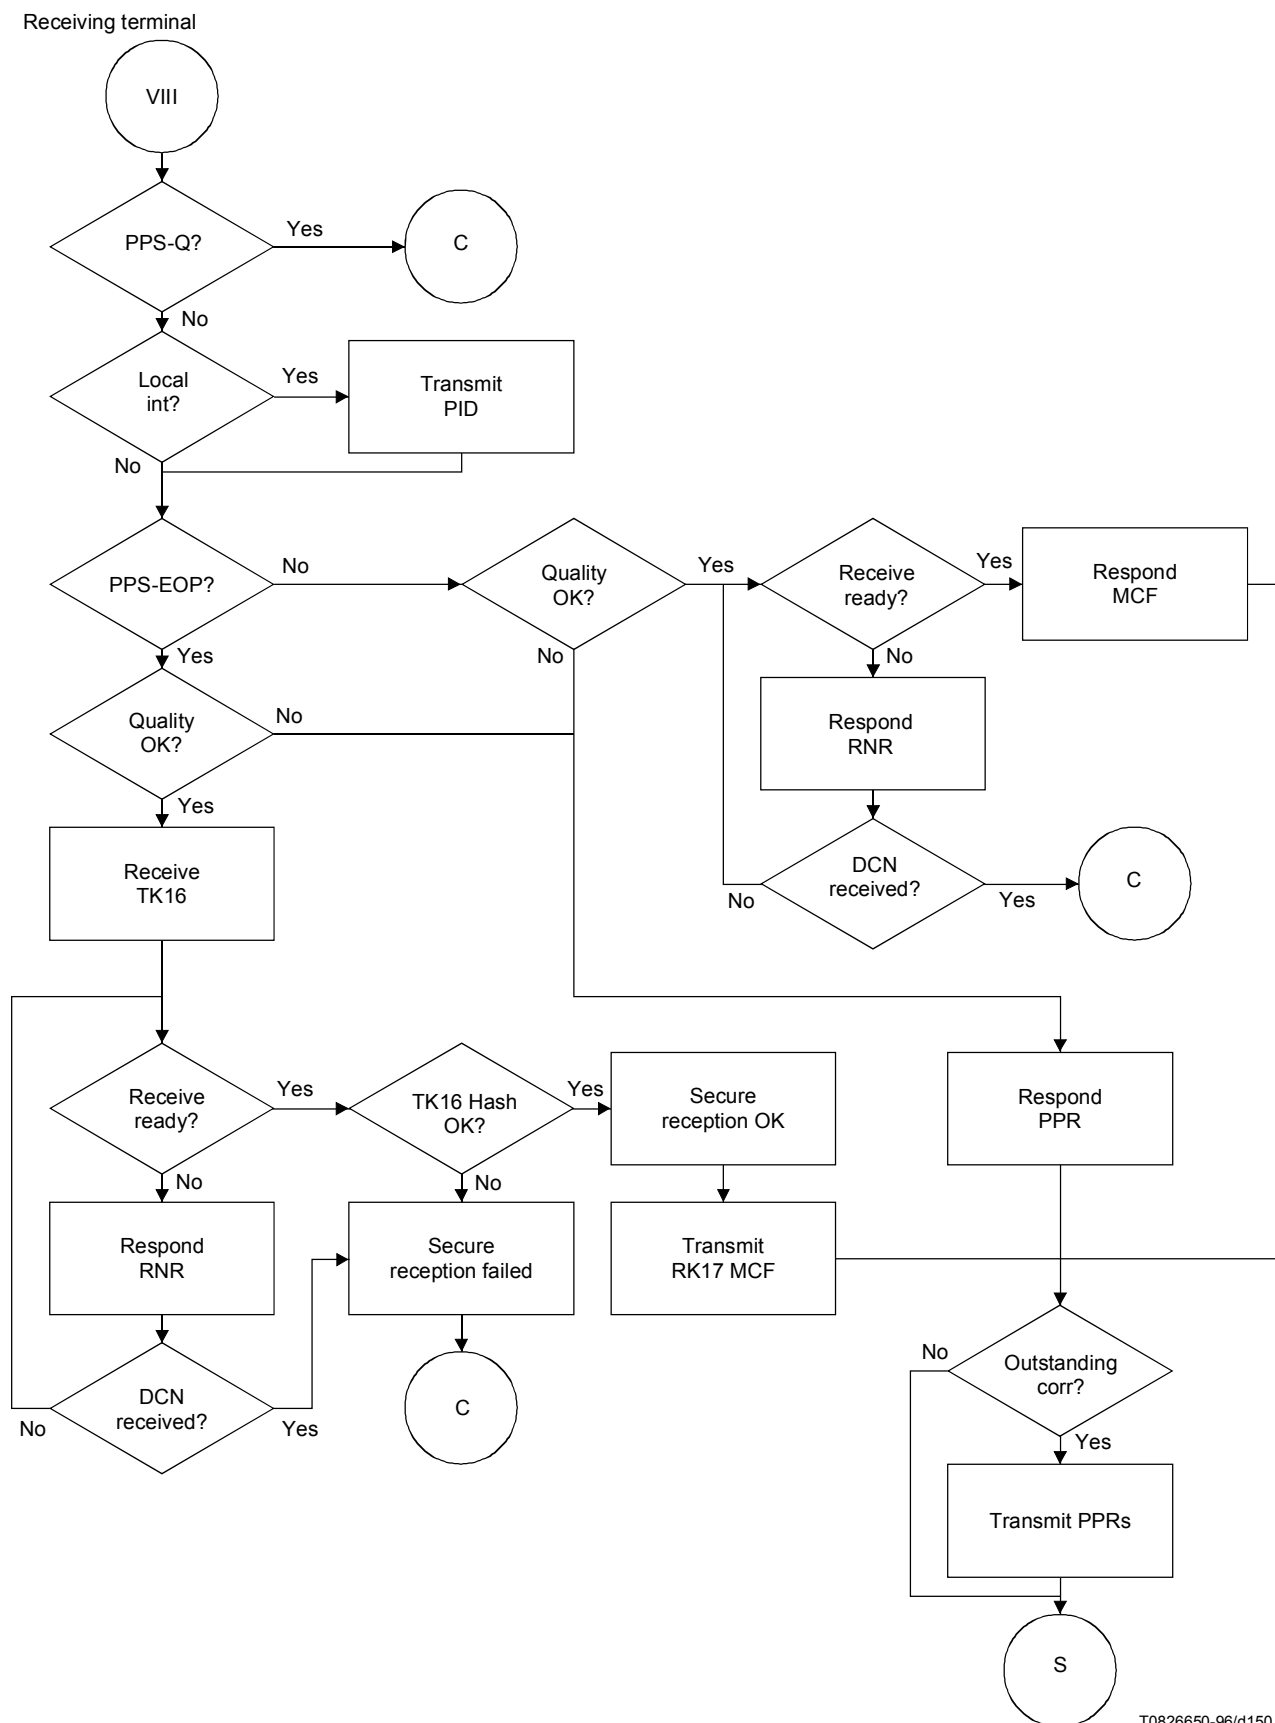 Receiving terminal
VIII
PPS-Q?
Yes
C
No
Local
int?
Yes
Transmit
PID
No
PPS-EOP?
No
Quality
OK?
Yes
Receive
ready?
Yes
Respond
MCF
Yes
No
No
Quality
OK?
No
Respond
RNR
Yes
Receive
TK16
DCN
received?
No
Yes
C
Receive
ready?
Yes
TK16 Hash
OK?
Yes
Secure
reception OK
Respond
PPR
No
No
Respond
RNR
Secure
reception failed
Transmit
RK17 MCF
No
Outstanding
corr?
DCN
received?
No
Yes
C
Yes
Transmit PPRs
S
T0826650-96/d150